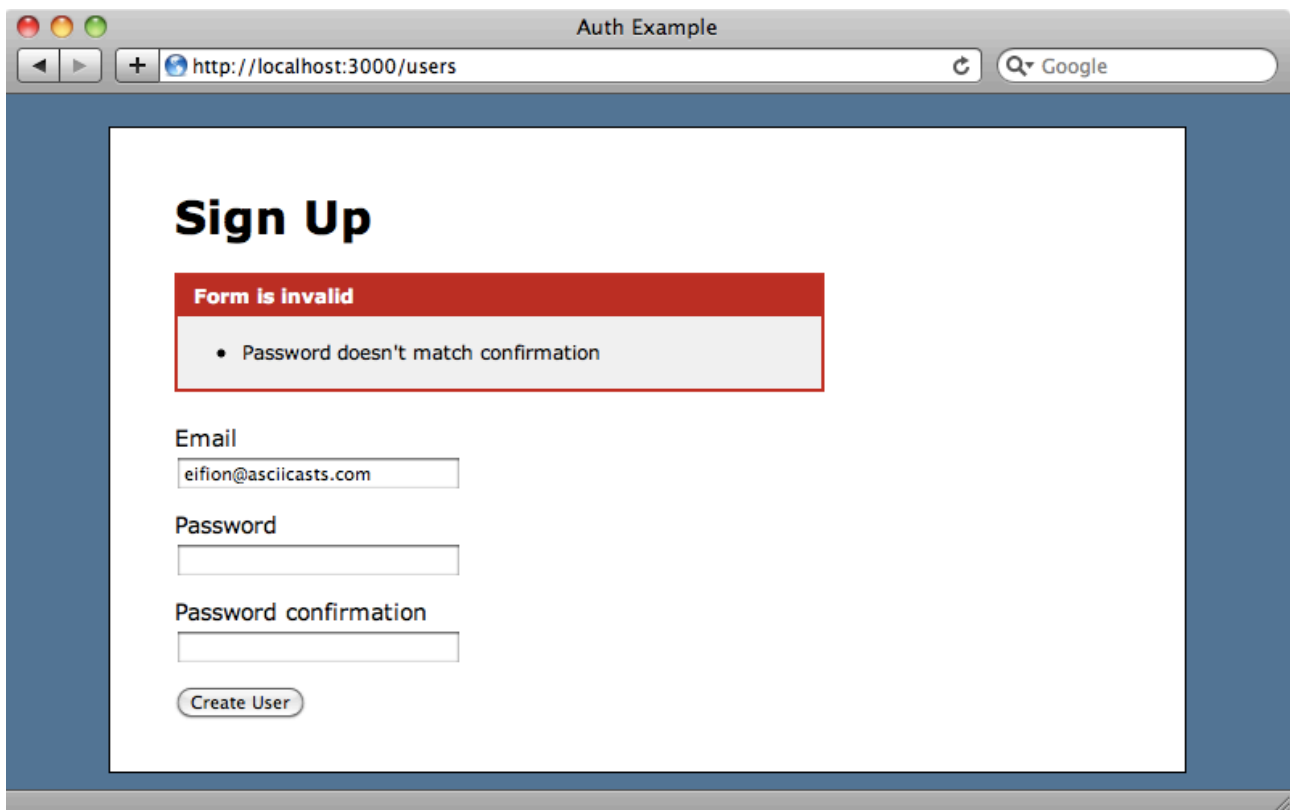 Auth Example
http://localhost:3000/users
Google
Sign Up
Form is invalid
Password doesn't match confirmation
Email
eifion@asciicasts.com
Password
Password confirmation
Create User